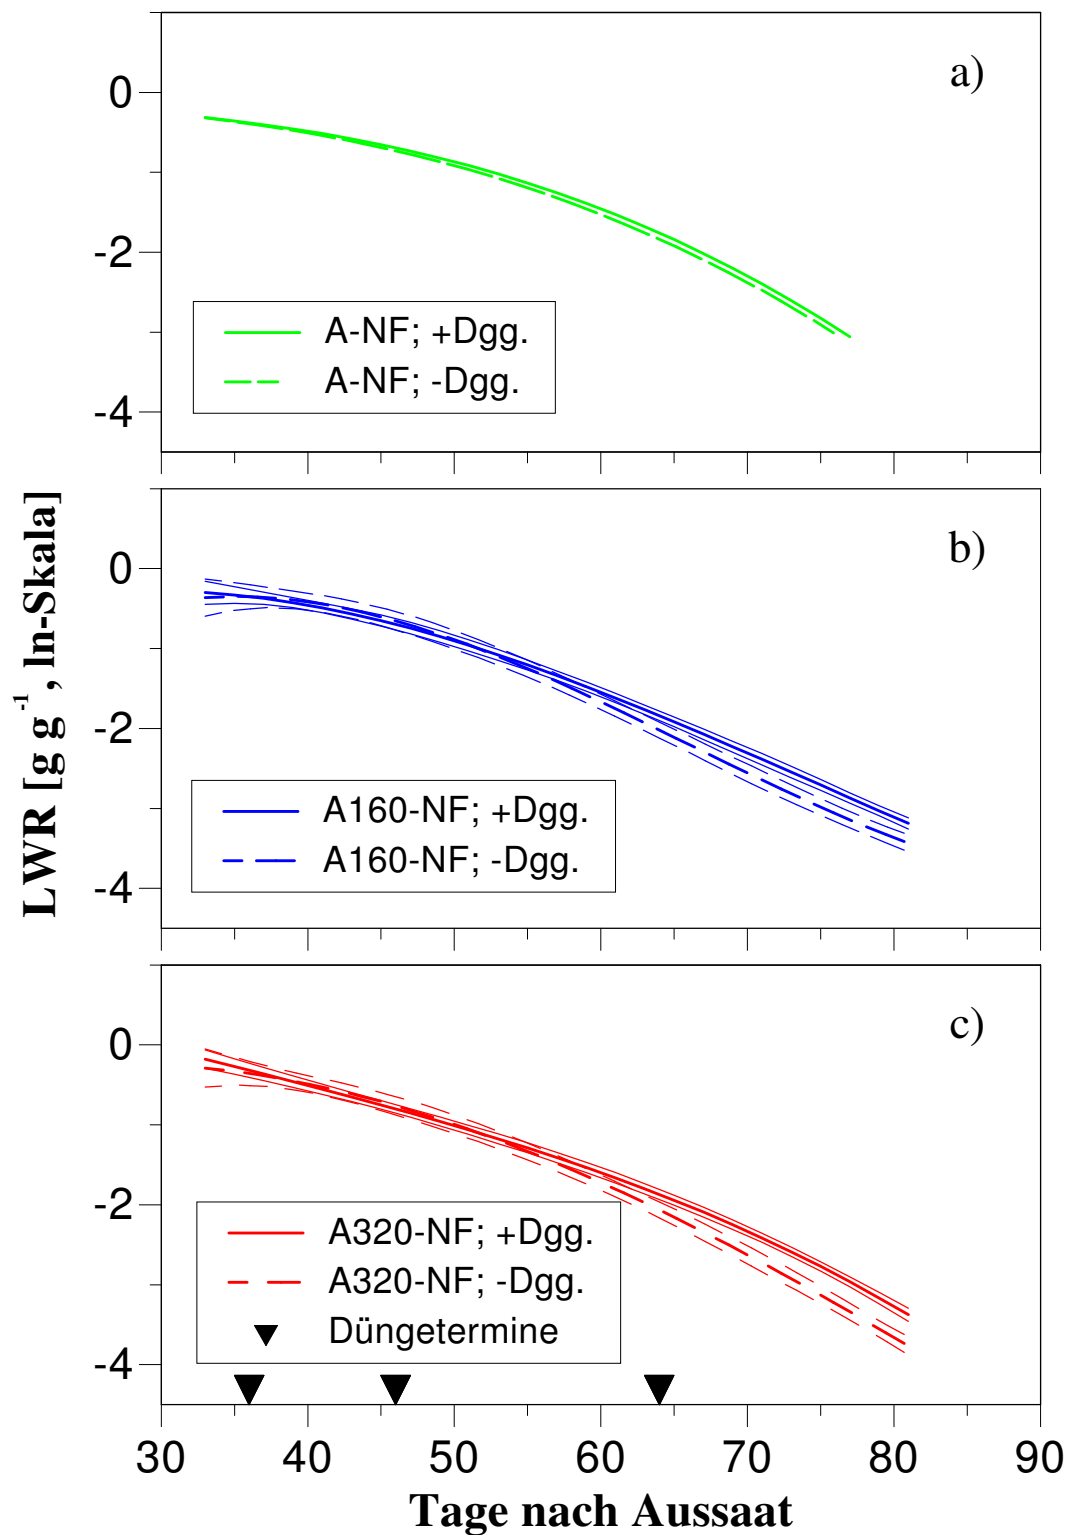 a)
0
-2
-4
A-NF; +Dgg.
A-NF; -Dgg.
b)
0
-2
-4
A160-NF; +Dgg.
A160-NF; -Dgg.
LWR [g g⁻¹, ln-Skala]
c)
0
-2
-4
A320-NF; +Dgg.
A320-NF; -Dgg.
Düngetermine
30 40 50 60 70 80 90
Tage nach Aussaat